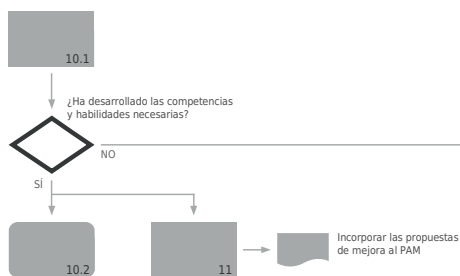 10.1
¿Ha desarrollado las competencias
y habilidades necesarias?
NO
SÍ
10.2
11
Incorporar las propuestas
de mejora al PAM